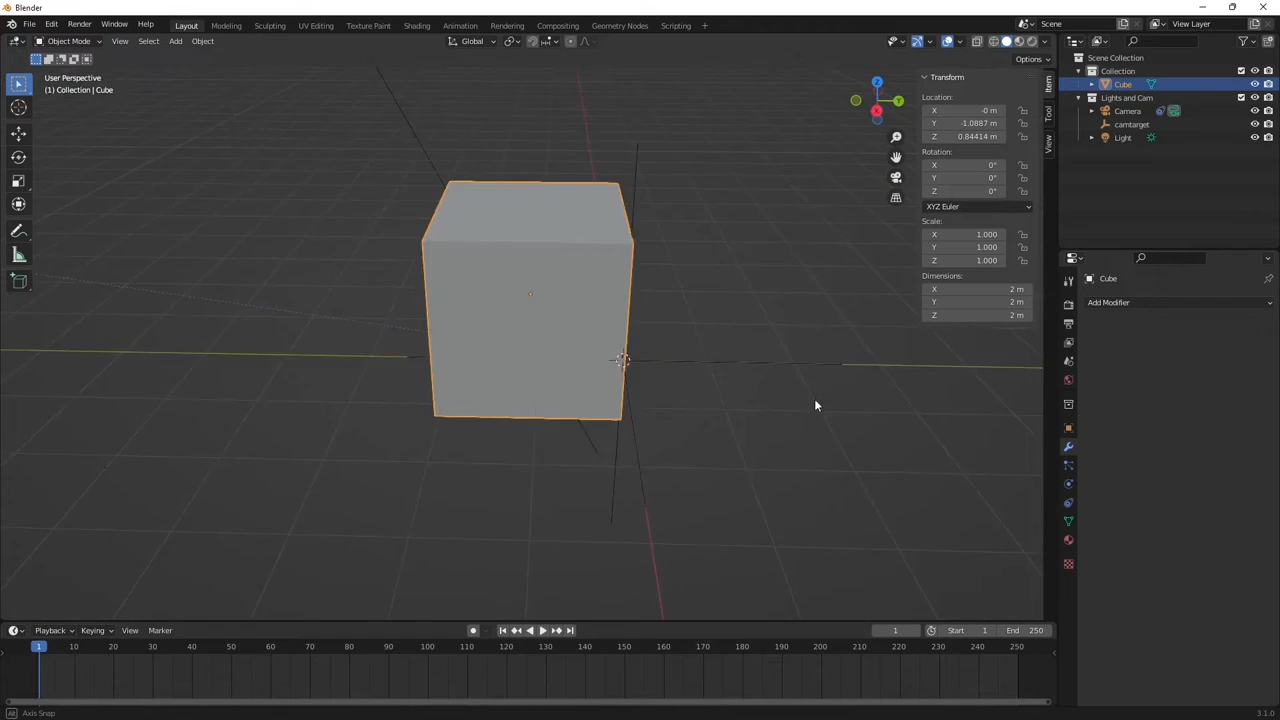 Blender
File Edit Render Window Help Layout Modeling Sculpting UV Editing Texture Paint Shading Animation Rendering Compositing Geometry Nodes Scripting + Scene View Layer
Object Mode View Select Add Object Global
Options
User Perspective
(1) Collection | Cube
Z
Y
X
Transform
Location:
X -0 m
Y -1.0887 m
Z 0.84414 m
Rotation:
X 0°
Y 0°
Z 0°
XYZ Euler
Scale:
X 1.000
Y 1.000
Z 1.000
Dimensions:
X 2 m
Y 2 m
Z 2 m
Item
Tool
View
Scene Collection
Collection
Cube
Lights and Cam
Camera
camtarget
Light
Cube
Add Modifier
Playback Keying View Marker 1 Start 1 End 250
1 10 20 30 40 50 60 70 80 90 100 110 120 130 140 150 160 170 180 190 200 210 220 230 240 250
Alt Axis Snap 3.1.0